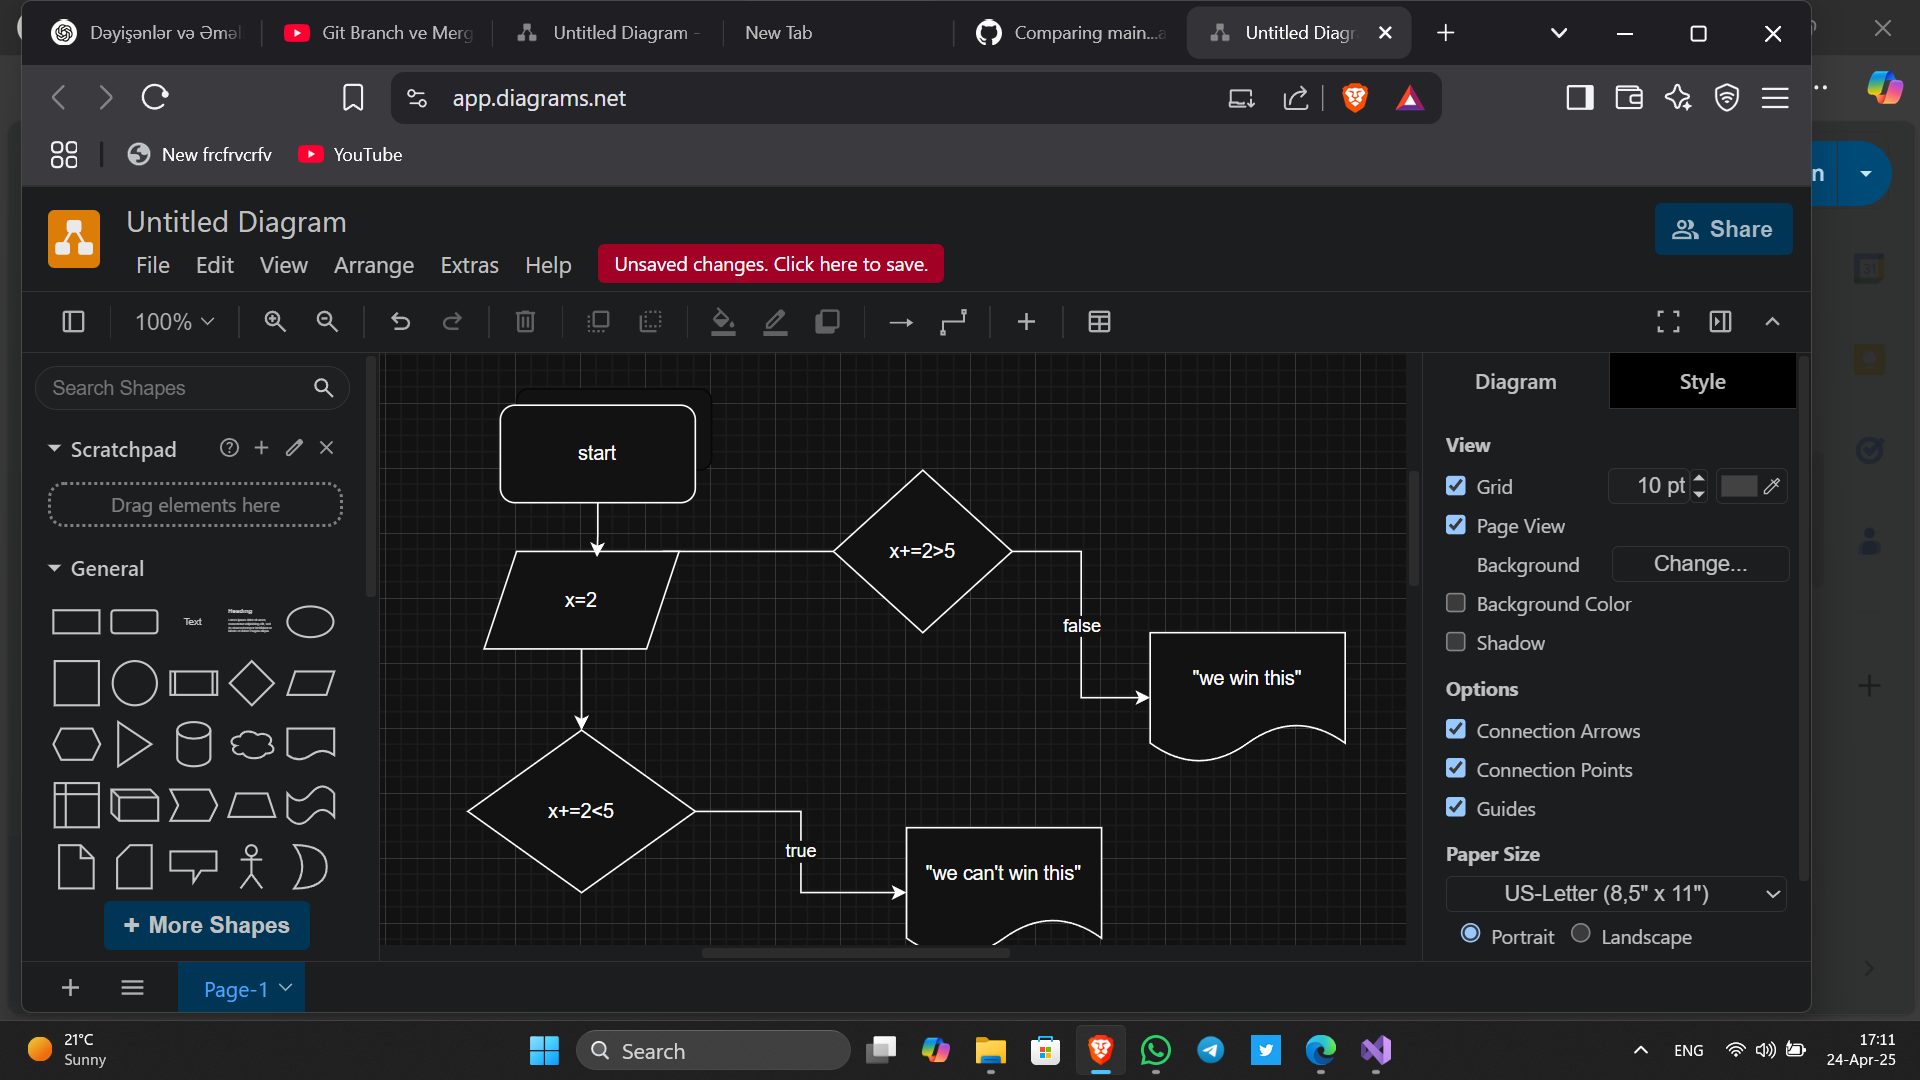 Dəyişənlər və Əməl
Git Branch ve Merg
Untitled Diagram -
New Tab
Comparing main...a
Untitled Diagr
app.diagrams.net
New frcfrvcrfv
YouTube
Untitled Diagram
File Edit View Arrange Extras Help
Unsaved changes. Click here to save.
Share
n
31
100%
Search Shapes
Scratchpad
Drag elements here
General
Text
Heading
More Shapes
start
x=2
x+=2>5
false
"we win this"
x+=2<5
true
"we can't win this"
Diagram
Style
View
Grid
10 pt
Page View
Background
Change...
Background Color
Shadow
Options
Connection Arrows
Connection Points
Guides
Paper Size
US-Letter (8,5" x 11")
Portrait
Landscape
Page-1
21°C
Sunny
Search
ENG
17:11
24-Apr-25